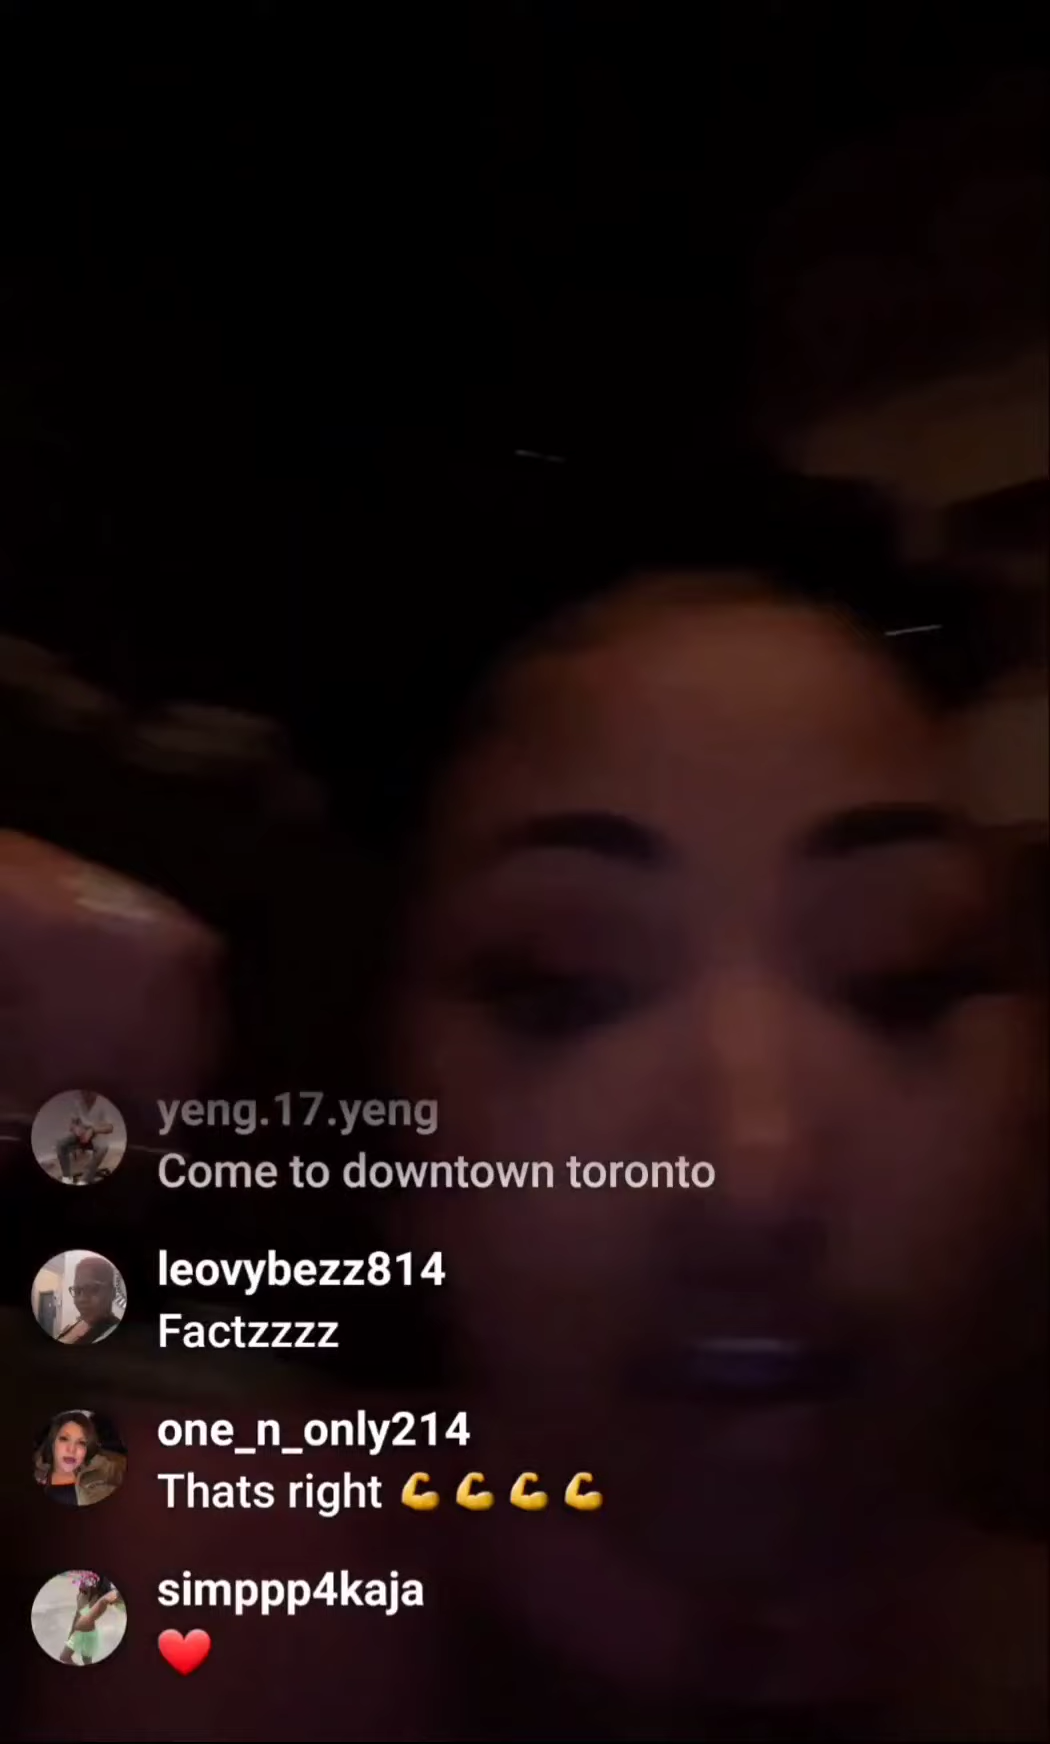 yeng.17.yeng
Come to downtown toronto
leovybezz814
Factzzzz
one_n_only214
Thats right 💪 💪 💪 💪
simppp4kaja
❤️